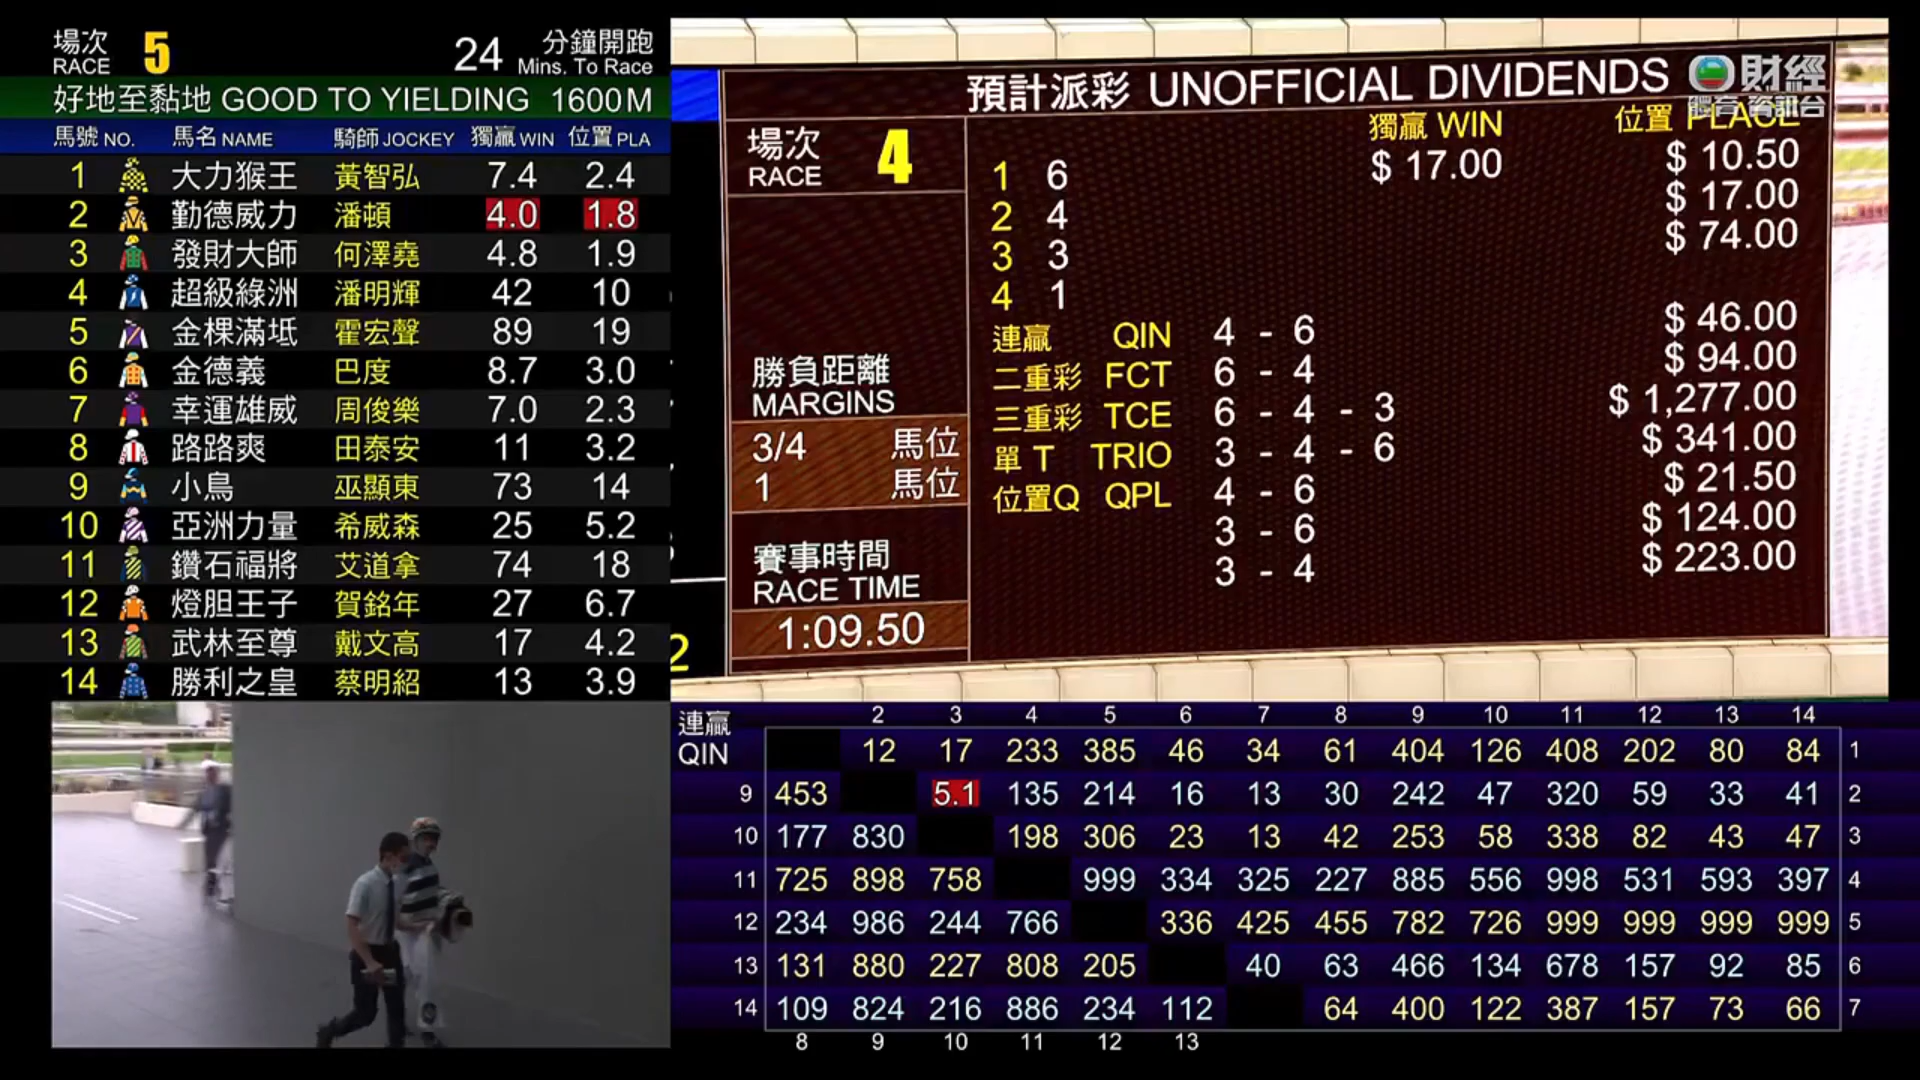 場次 5 24 分鐘開跑
RACE Mins. To Race
好地至黏地 GOOD TO YIELDING 1600M
馬號 NO. 馬名 NAME 騎師 JOCKEY 獨贏 WIN 位置 PLA
1 大力猴王 黃智弘 7.4 2.4
2 勤德威力 潘頓 4.0 1.8
3 發財大師 何澤堯 4.8 1.9
4 超級綠洲 潘明輝 42 10
5 金棵滿坻 霍宏聲 89 19
6 金德義 巴度 8.7 3.0
7 幸運雄威 周俊樂 7.0 2.3
8 路路爽 田泰安 11 3.2
9 小鳥 巫顯東 73 14
10 亞洲力量 希威森 25 5.2
11 鑽石福將 艾道拿 74 18
12 燈胆王子 賀銘年 27 6.7
13 武林至尊 戴文高 17 4.2
14 勝利之皇 蔡明紹 13 3.9
預計派彩 UNOFFICIAL DIVIDENDS
財經
體育 資訊台
場次 4
RACE
獨贏 WIN 位置 PLACE
1 6 $ 17.00 $ 10.50
2 4 $ 17.00
3 3 $ 74.00
4 1
連贏 QIN 4 - 6 $ 46.00
二重彩 FCT 6 - 4 $ 94.00
三重彩 TCE 6 - 4 - 3 $ 1,277.00
單T TRIO 3 - 4 - 6 $ 341.00
位置Q QPL 4 - 6 $ 21.50
3 - 6 $ 124.00
3 - 4 $ 223.00
勝負距離
MARGINS
3/4 馬位
1 馬位
賽事時間
RACE TIME
1:09.50
2
連贏 2 3 4 5 6 7 8 9 10 11 12 13 14
QIN 12 17 233 385 46 34 61 404 126 408 202 80 84 1
9 453 5.1 135 214 16 13 30 242 47 320 59 33 41 2
10 177 830 198 306 23 13 42 253 58 338 82 43 47 3
11 725 898 758 999 334 325 227 885 556 998 531 593 397 4
12 234 986 244 766 336 425 455 782 726 999 999 999 999 5
13 131 880 227 808 205 40 63 466 134 678 157 92 85 6
14 109 824 216 886 234 112 64 400 122 387 157 73 66 7
8 9 10 11 12 13